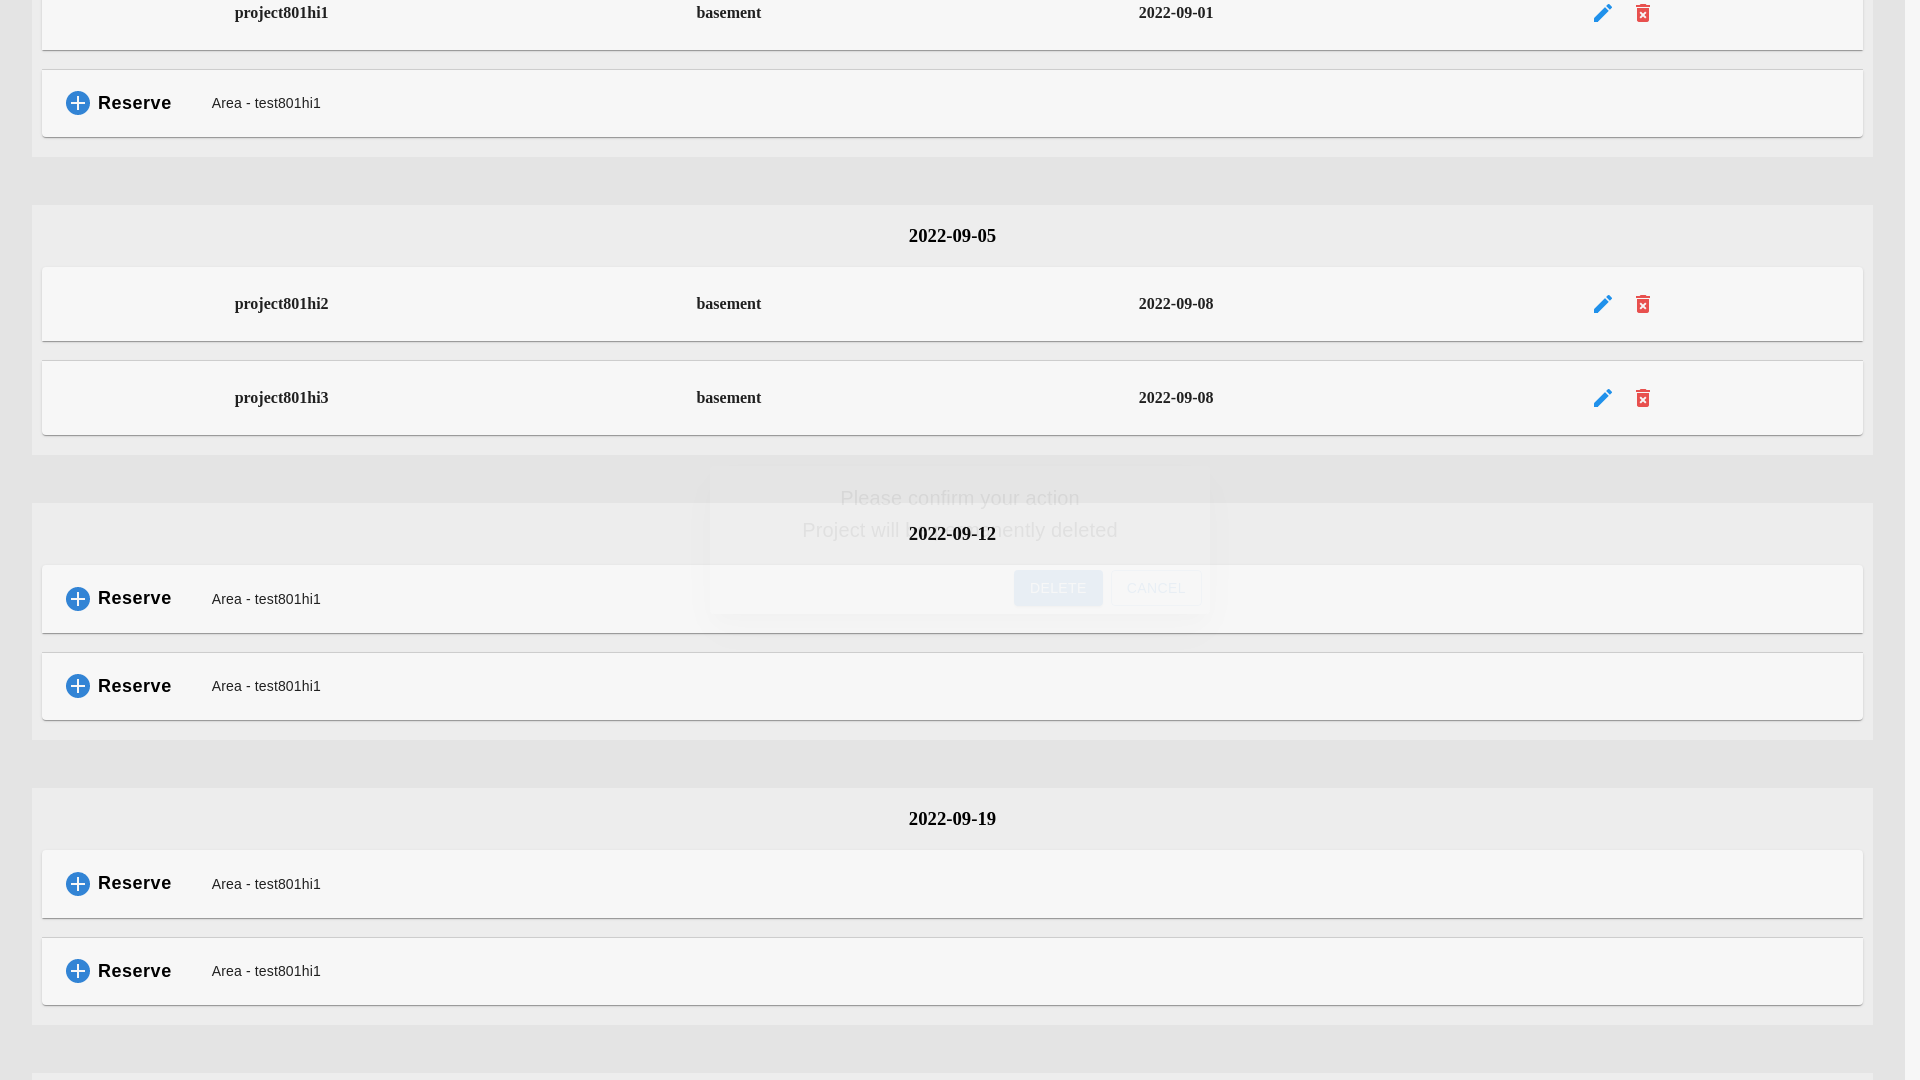 project801hi1 basement 2022-09-01
Reserve Area - test801hi1
2022-09-05
project801hi2 basement 2022-09-08
project801hi3 basement 2022-09-08
Please confirm your action
Project will be permanently deleted
2022-09-12
DELETE CANCEL
Reserve Area - test801hi1
Reserve Area - test801hi1
2022-09-19
Reserve Area - test801hi1
Reserve Area - test801hi1